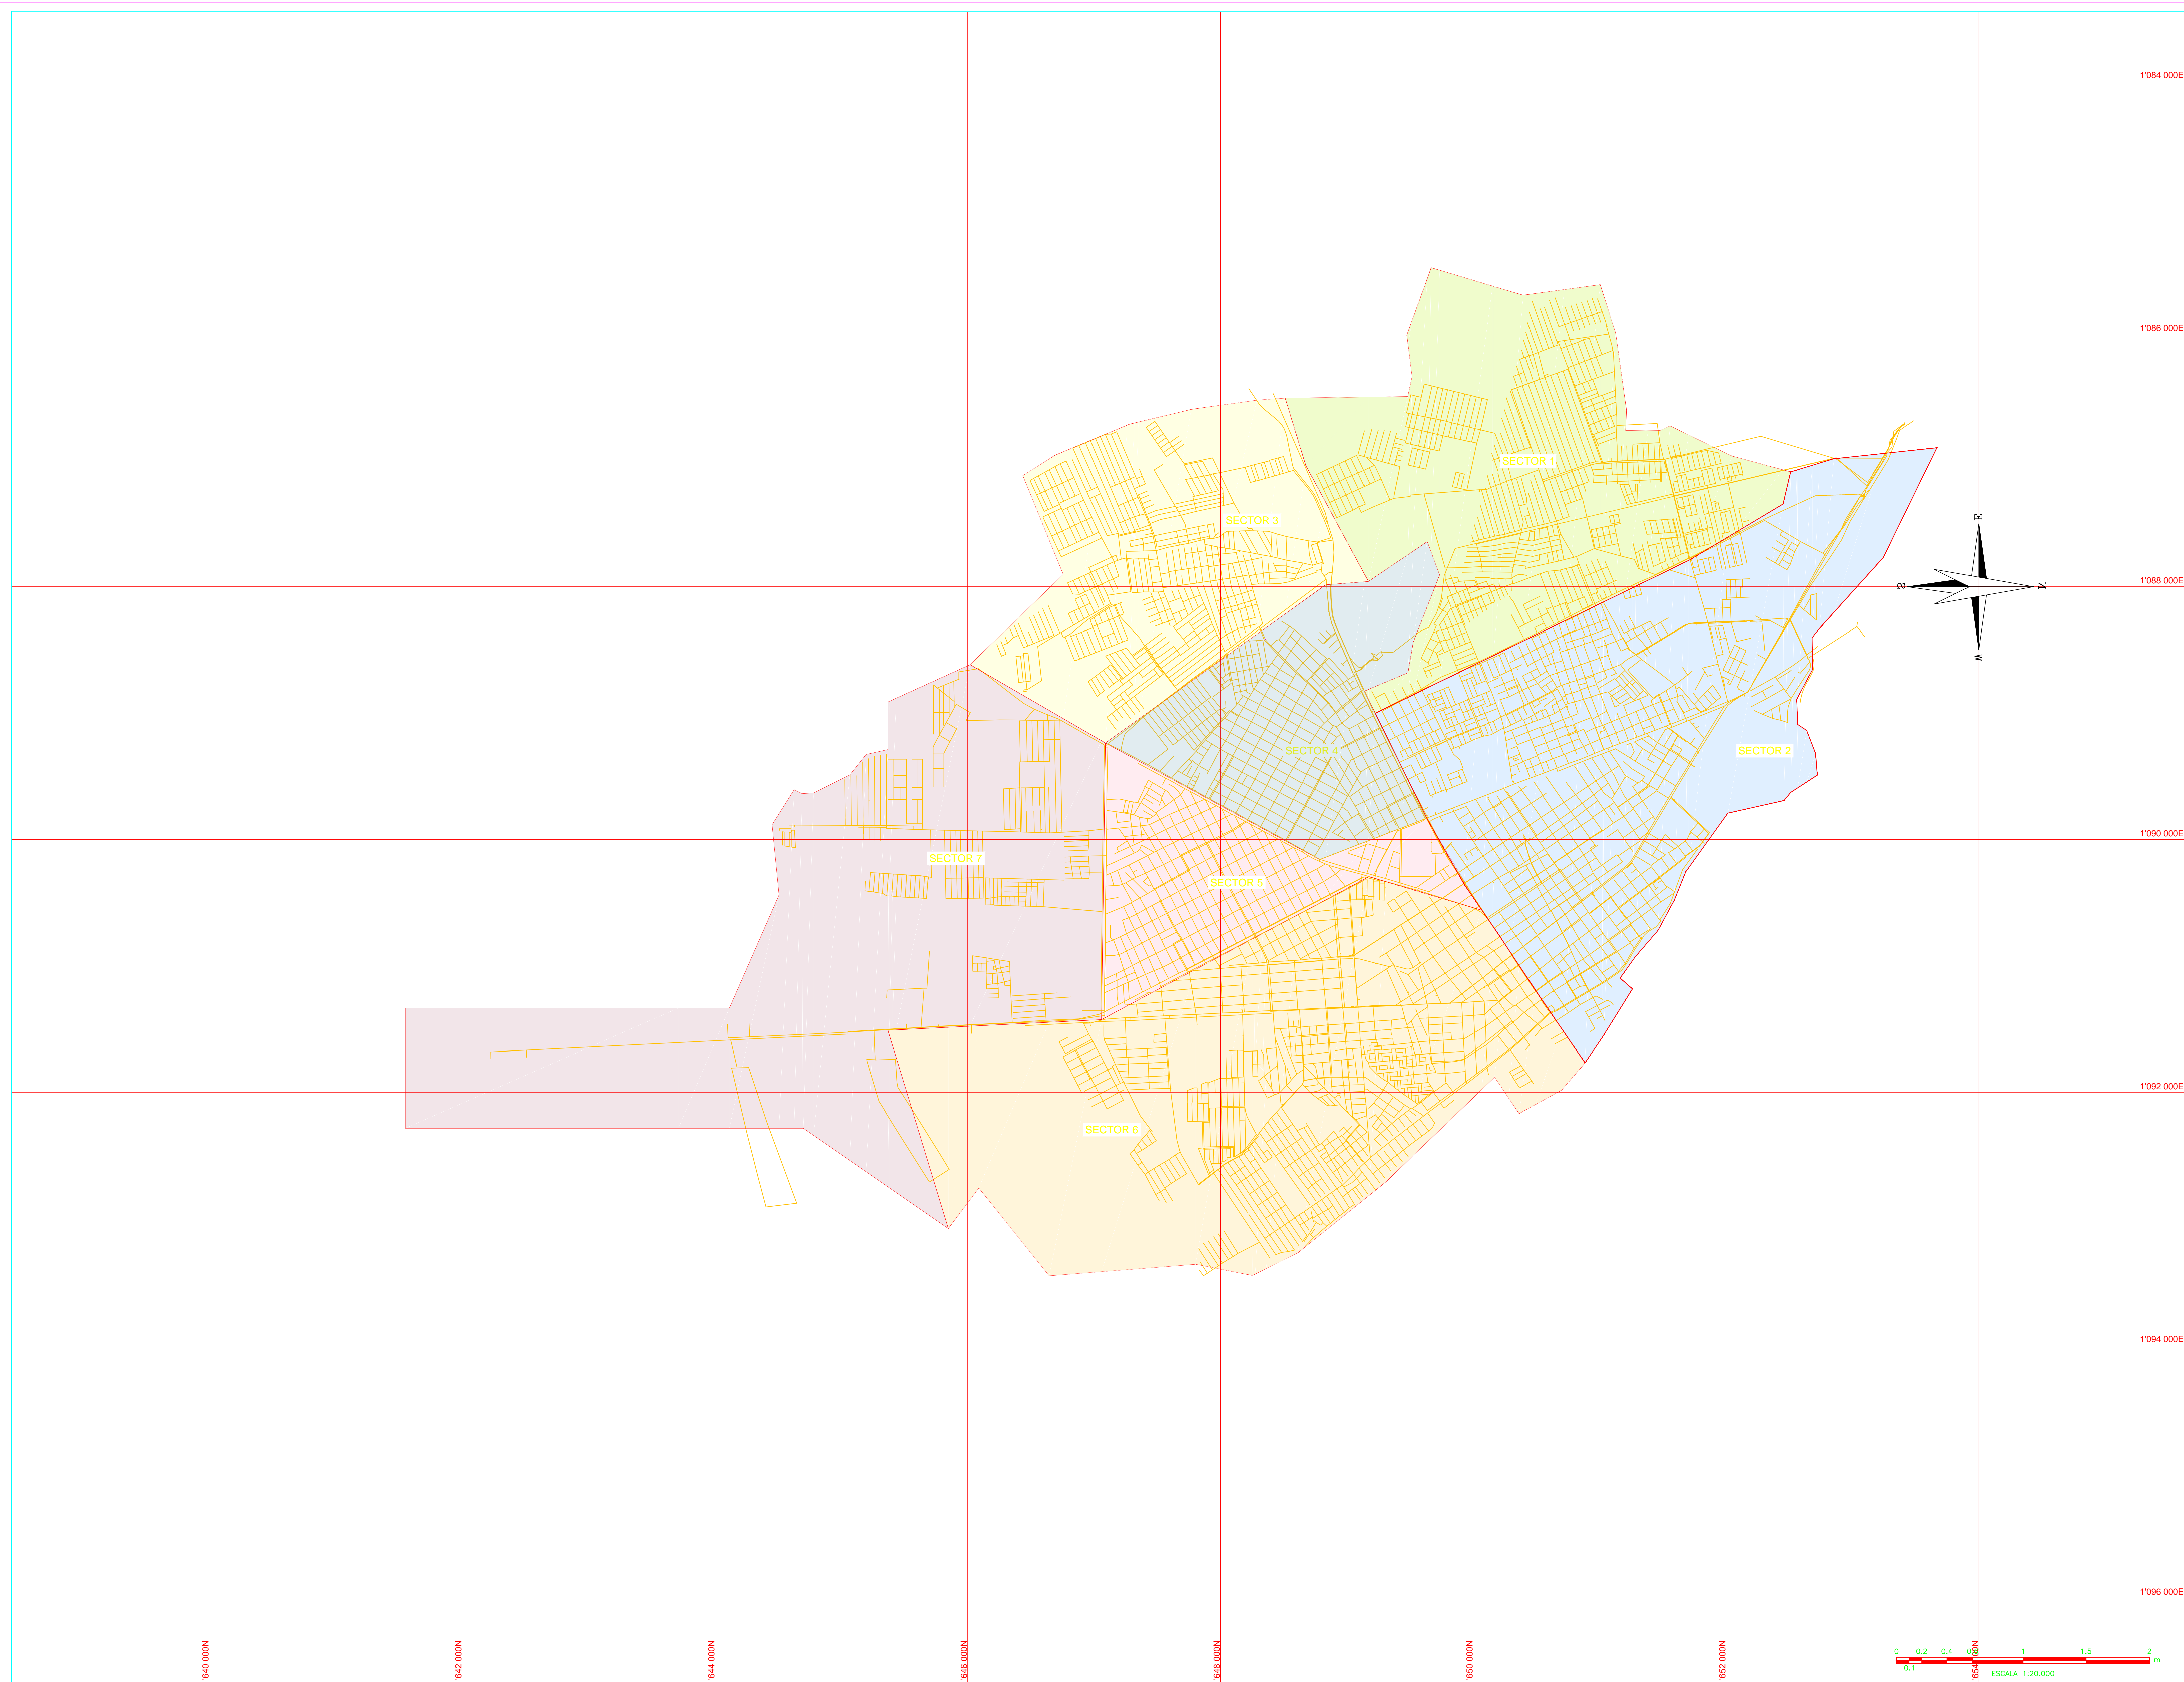 1'084 000E
1'086 000E
SECTOR 1
SECTOR 3
E
1'088 000E
S
N
W
SECTOR 4
SECTOR 2
1'090 000E
SECTOR 7
SECTOR 5
1'092 000E
SECTOR 6
1'094 000E
1'096 000E
'640 000N
'642 000N
'644 000N
'646 000N
'648 000N
'650 000N
'652 000N
'654 000N
0 0.2 0.4 1 1.5 2
m
0.1
ESCALA 1:20.000